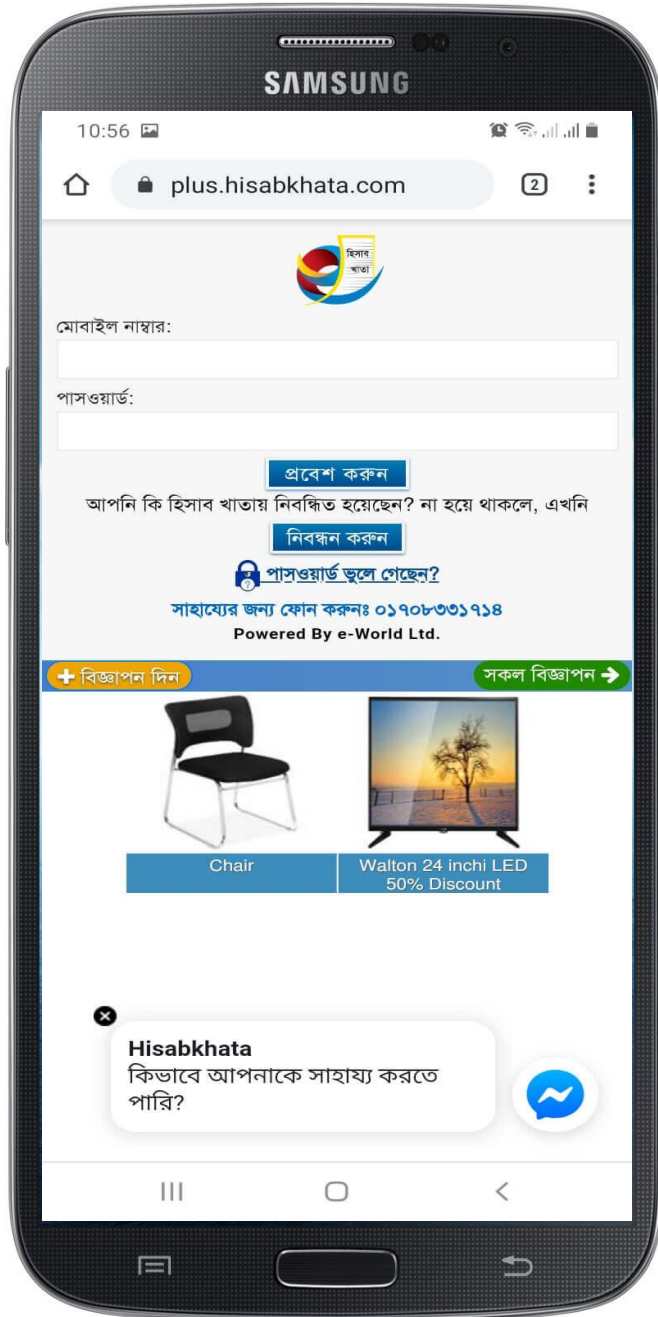 SAMSUNG
10:56
plus.hisabkhata.com
2
হিসাব
খাতা
মোবাইল নাম্বার:
পাসওয়ার্ড:
প্রবেশ করুন
আপনি কি হিসাব খাতায় নিবন্ধিত হয়েছেন? না হয়ে থাকলে, এখনি
নিবন্ধন করুন
পাসওয়ার্ড ভুলে গেছেন?
সাহায্যের জন্য ফোন করুনঃ ০১৭০৮৩৩১৭১৪
Powered By e-World Ltd.
বিজ্ঞাপন দিন
সকল বিজ্ঞাপন
Chair
Walton 24 inchi LED
50% Discount
Hisabkhata
কিভাবে আপনাকে সাহায্য করতে
পারি?